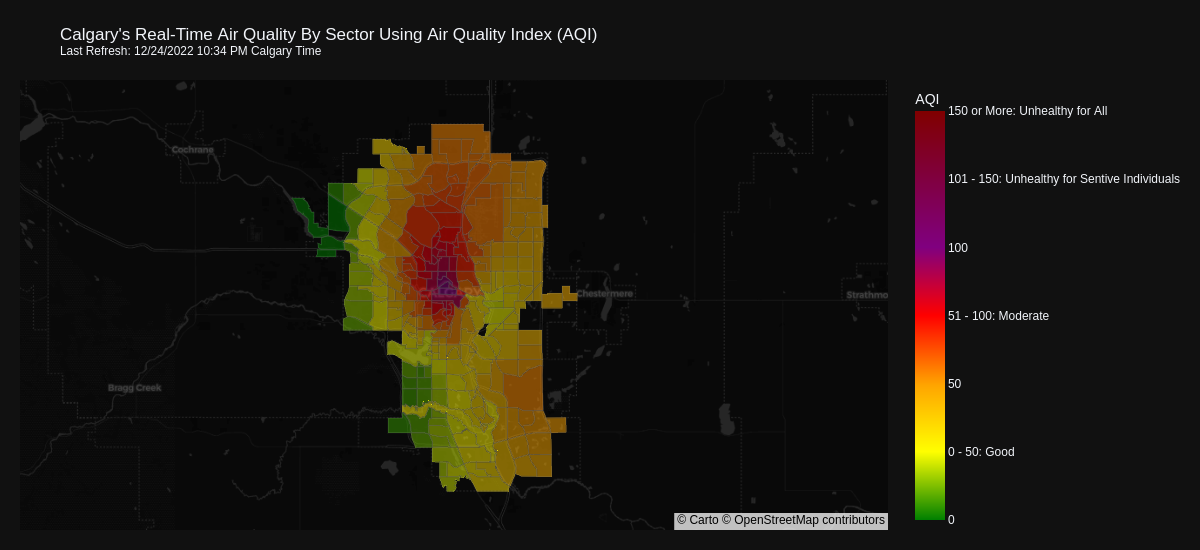 Calgary's Real-Time Air Quality By Sector Using Air Quality Index (AQI)
Last Refresh: 12/24/2022 10:34 PM Calgary Time
AQI
150 or More: Unhealthy for All
Cochrane
101 - 150: Unhealthy for Sentive Individuals
100
Chestermere
Strathmo
51 - 100: Moderate
Bragg Creek
50
0 - 50: Good
© Carto © OpenStreetMap contributors
0